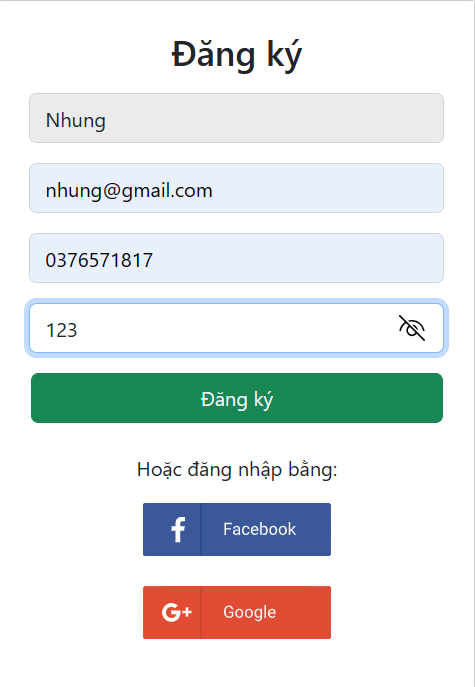 Đăng ký
Nhung
nhung@gmail.com
0376571817
123
Đăng ký
Hoặc đăng nhập bằng:
f Facebook
G+ Google